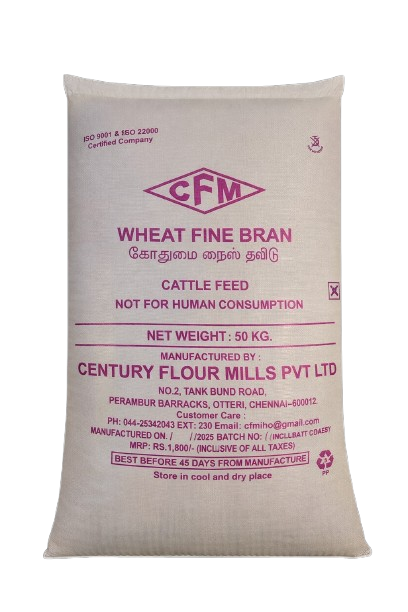 ISO 9001 & ISO 22000
Certified Company
CFM
WHEAT FINE BRAN
கோதுமை நைஸ் தவிடு
CATTLE FEED
NOT FOR HUMAN CONSUMPTION
NET WEIGHT : 50 KG.
MANUFACTURED BY :
CENTURY FLOUR MILLS PVT LTD
NO.2, TANK BUND ROAD,
PERAMBUR BARRACKS, OTTERI, CHENNAI-600012.
Customer Care :
PH: 044-25342043 EXT: 230 Email: cfmiho@gmail.com
MANUFACTURED ON. / / /2025 BATCH NO: /
MRP: RS.1,800/- (INCLUSIVE OF ALL TAXES)
BEST BEFORE 45 DAYS FROM MANUFACTURE
Store in cool and dry place
PP